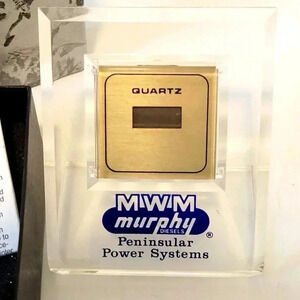 QUARTZ
MWM
murphy
DIESELS
®
Peninsular
Power Systems